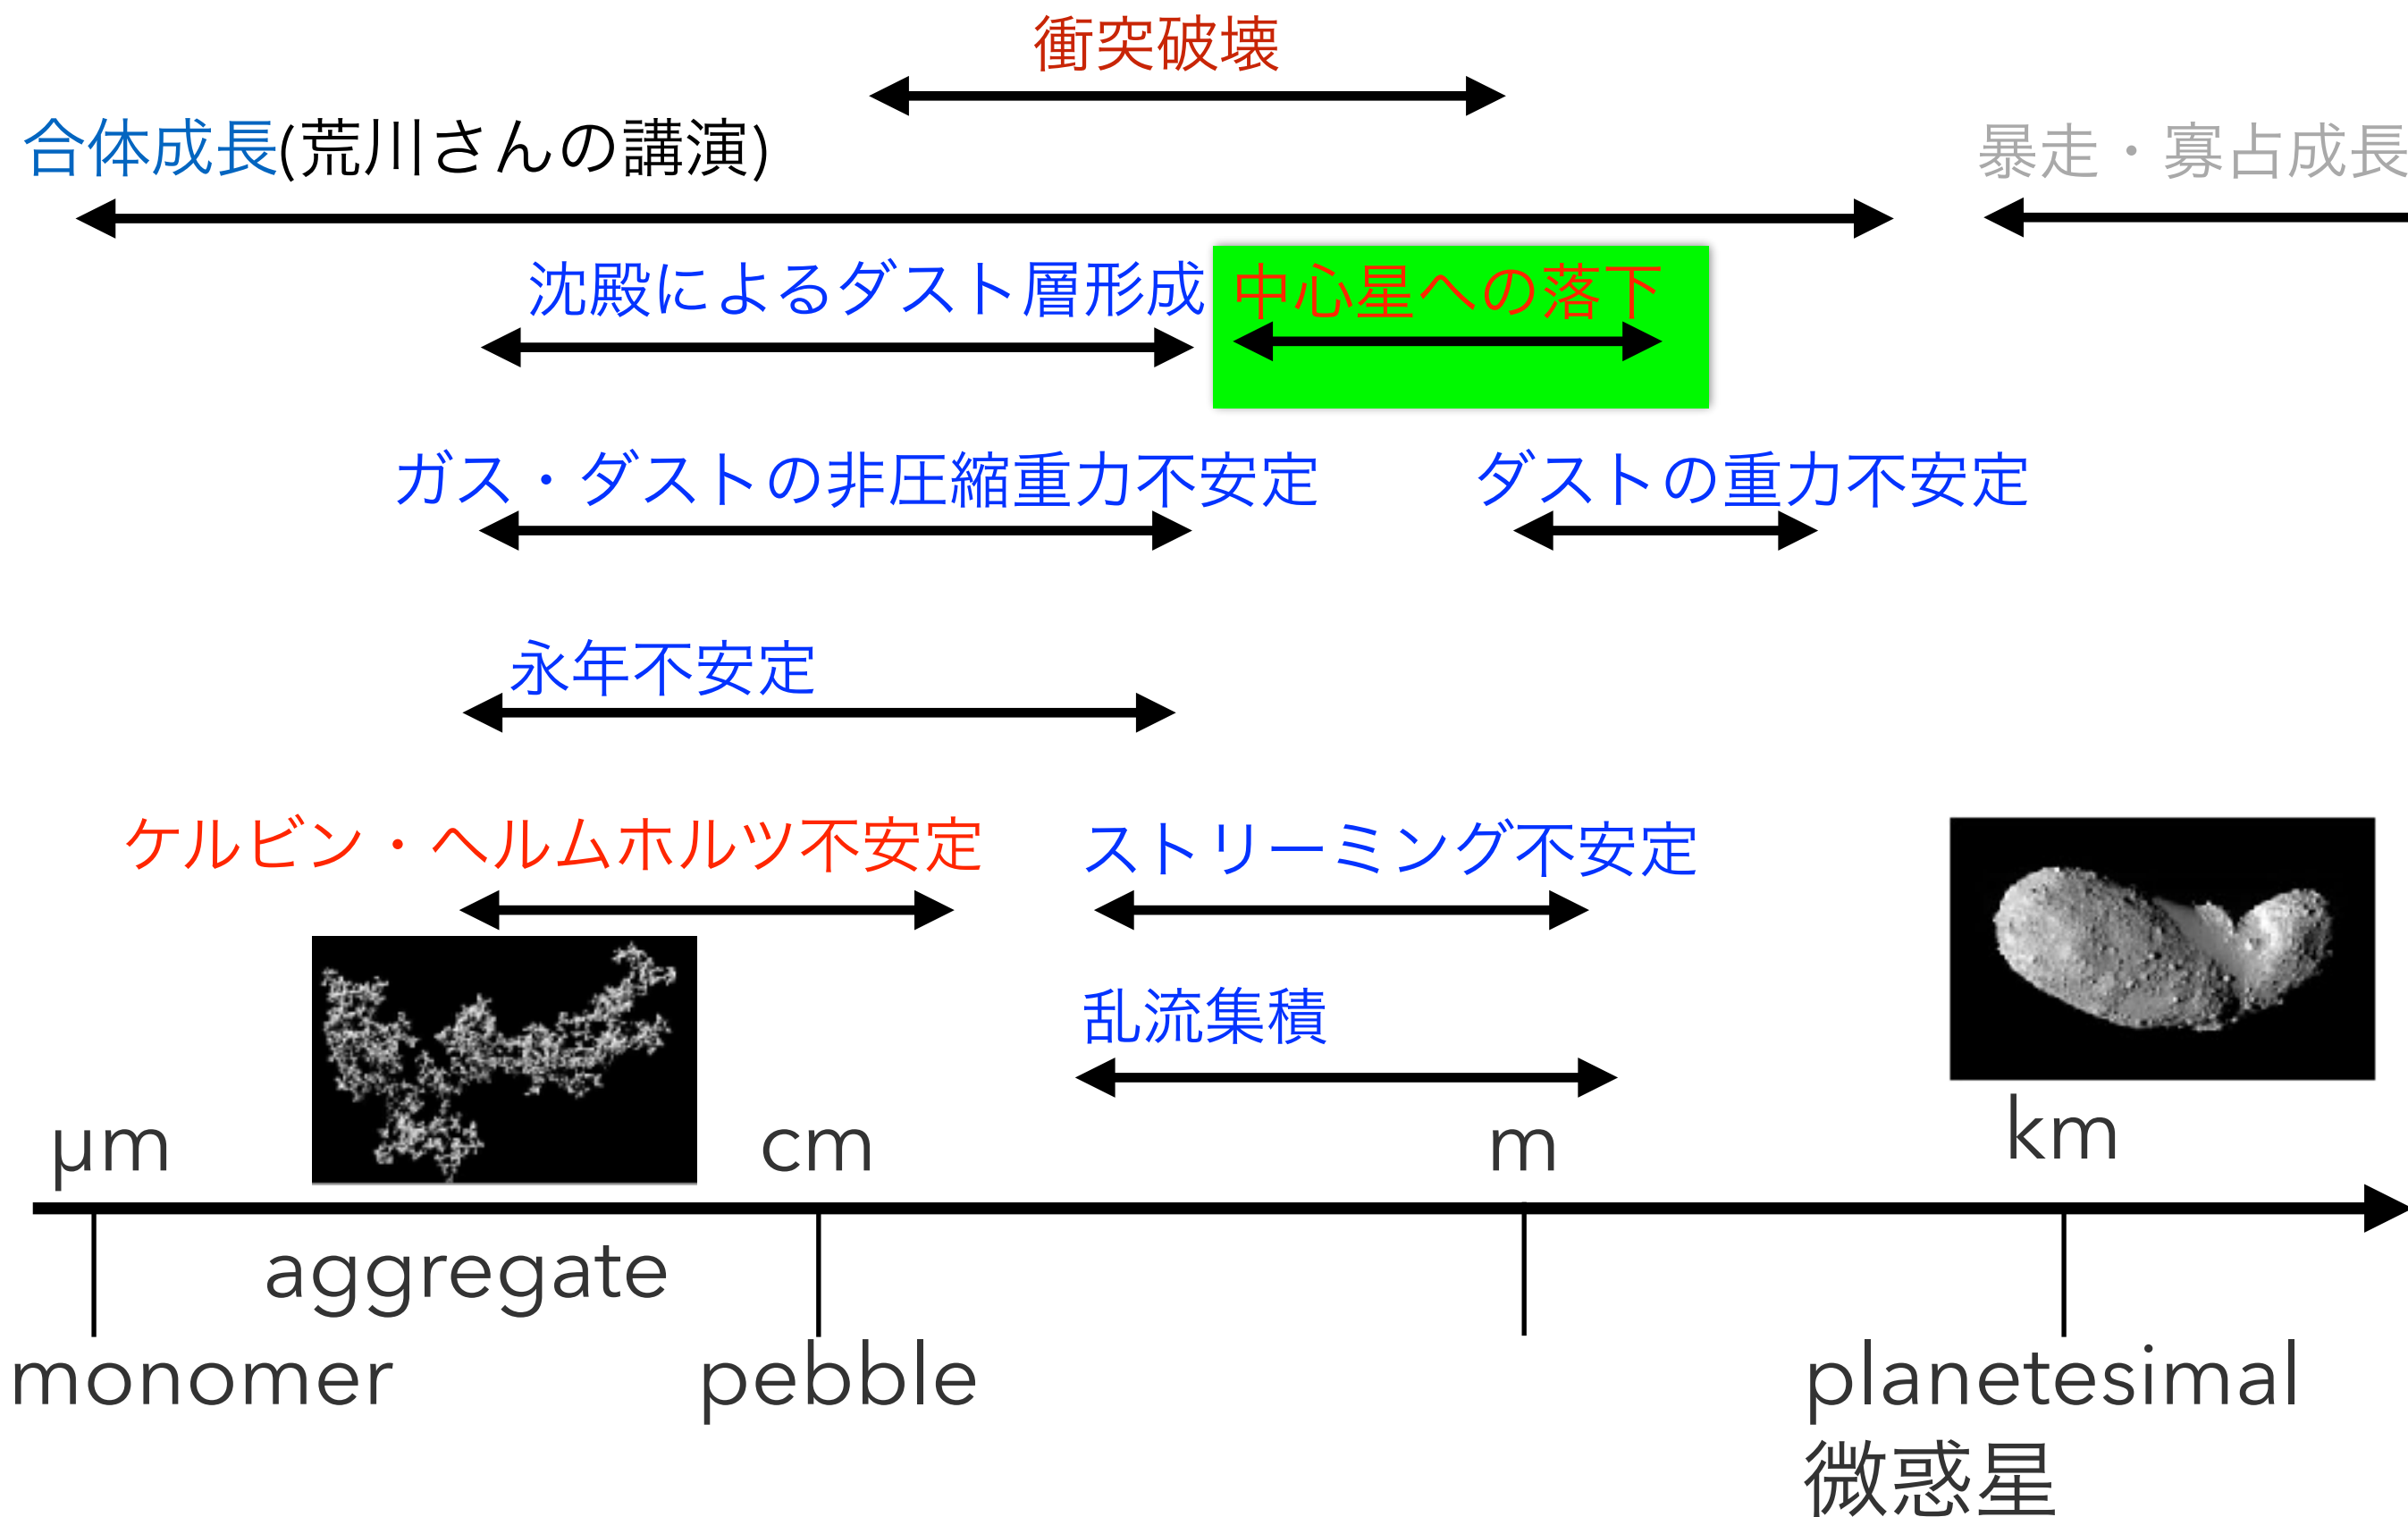 衝突破壊
合体成長(荒川さんの講演)
暴走・寡占成長
沈殿によるダスト層形成
中心星への落下
ガス・ダストの非圧縮重力不安定
ダストの重力不安定
永年不安定
ケルビン・ヘルムホルツ不安定
ストリーミング不安定
乱流集積
μm
cm
m
km
aggregate
monomer
pebble
planetesimal
微惑星